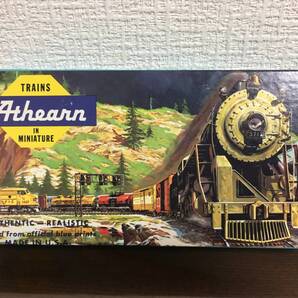 TRAINS
Athearn
IN
MINIATURE
AUTHENTIC — REALISTIC
from official blue prints
MADE IN U.S.A.